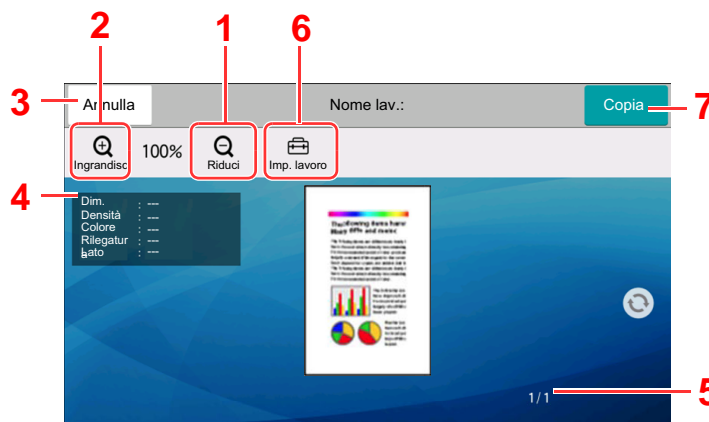 2 1 6
3 Annulla Nome lav.: Copia 7
Ingrandisc 100% Riduci Imp. lavoro
4
Dim. : ---
Densità : ---
Colore : ---
Rilegatur : ---
Lato : ---
a
1/1 5